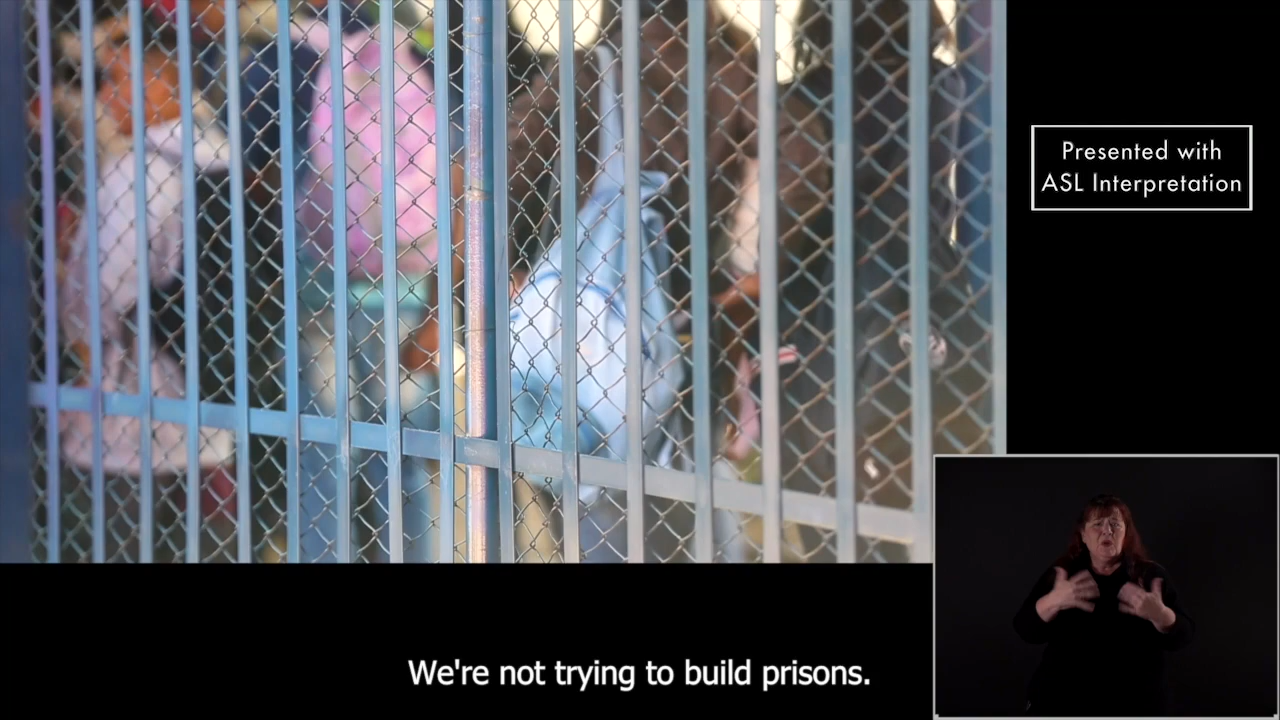 Presented with
ASL Interpretation
We're not trying to build prisons.